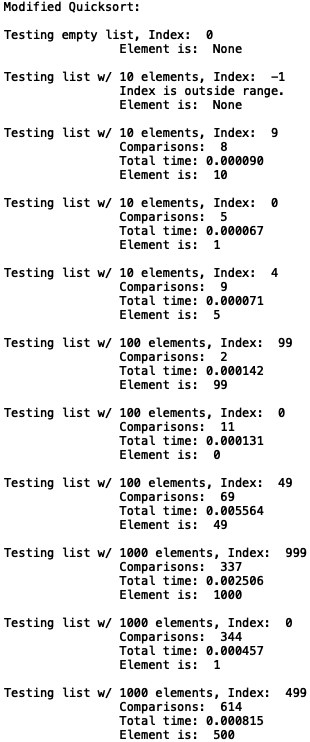 Modified Quicksort:
Testing empty list, Index:  0
Element is:  None
Testing list w/ 10 elements, Index:  -1
Index is outside range.
Element is:  None
Testing list w/ 10 elements, Index:  9
Comparisons:  8
Total time: 0.000090
Element is:  10
Testing list w/ 10 elements, Index:  0
Comparisons:  5
Total time: 0.000067
Element is:  1
Testing list w/ 10 elements, Index:  4
Comparisons:  9
Total time: 0.000071
Element is:  5
Testing list w/ 100 elements, Index:  99
Comparisons:  2
Total time: 0.000142
Element is:  99
Testing list w/ 100 elements, Index:  0
Comparisons:  11
Total time: 0.000131
Element is:  0
Testing list w/ 100 elements, Index:  49
Comparisons:  69
Total time: 0.005564
Element is:  49
Testing list w/ 1000 elements, Index:  999
Comparisons:  337
Total time: 0.002506
Element is:  1000
Testing list w/ 1000 elements, Index:  0
Comparisons:  344
Total time: 0.000457
Element is:  1
Testing list w/ 1000 elements, Index:  499
Comparisons:  614
Total time: 0.000815
Element is:  500